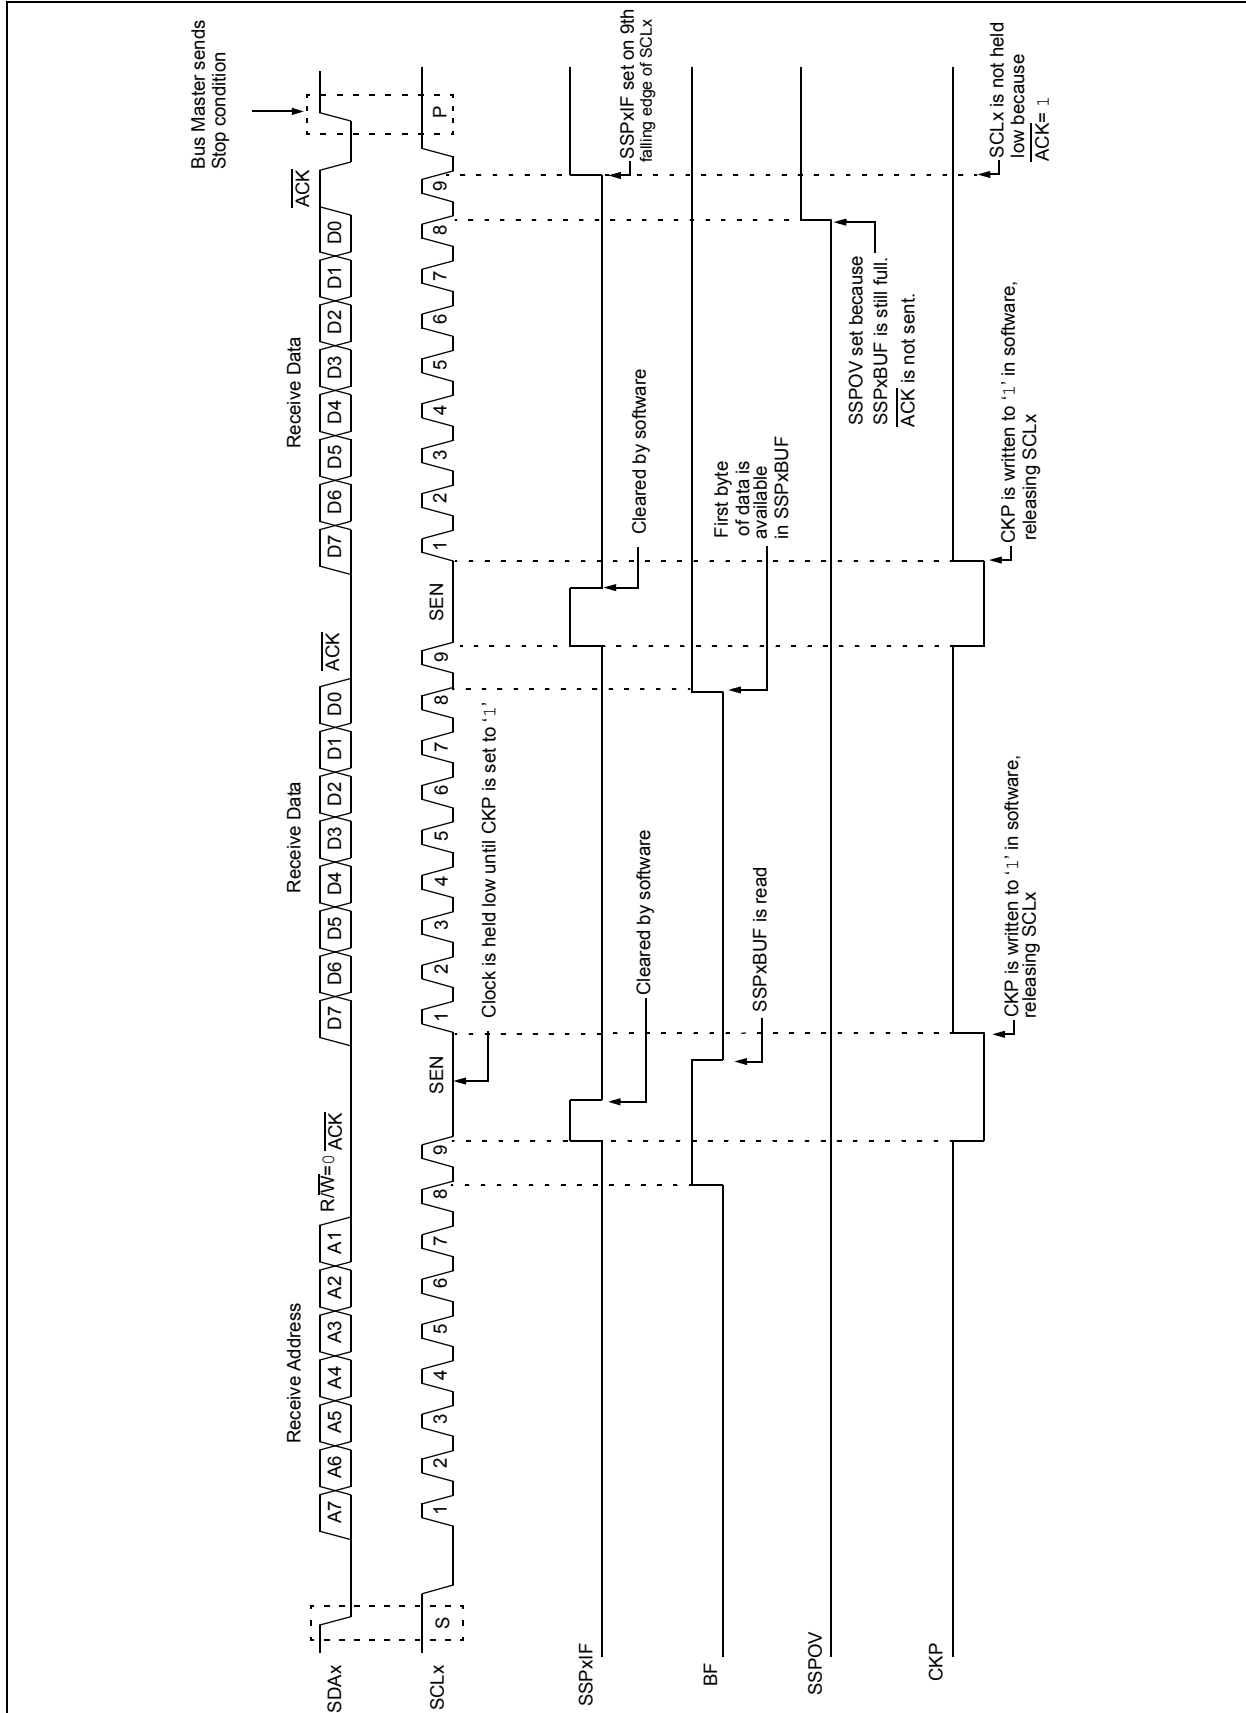 Bus Master sends
Stop condition
Receive Address
Receive Data
Receive Data
SDAx
A7 A6 A5 A4 A3 A2 A1
R/W=0 ACK
D7 D6 D5 D4 D3 D2 D1 D0
ACK
D7 D6 D5 D4 D3 D2 D1 D0
ACK
SCLx
S
1 2 3 4 5 6 7 8 9
SEN
1 2 3 4 5 6 7 8 9
SEN
1 2 3 4 5 6 7 8 9
P
Clock is held low until CKP is set to ‘1’
SSPxIF
Cleared by software
Cleared by software
SSPxIF set on 9th
falling edge of SCLx
BF
SSPxBUF is read
First byte
of data is
available
in SSPxBUF
SSPOV
SSPOV set because
SSPxBUF is still full.
ACK is not sent.
CKP
CKP is written to ‘1’ in software,
releasing SCLx
CKP is written to ‘1’ in software,
releasing SCLx
SCLx is not held
low because
ACK= 1